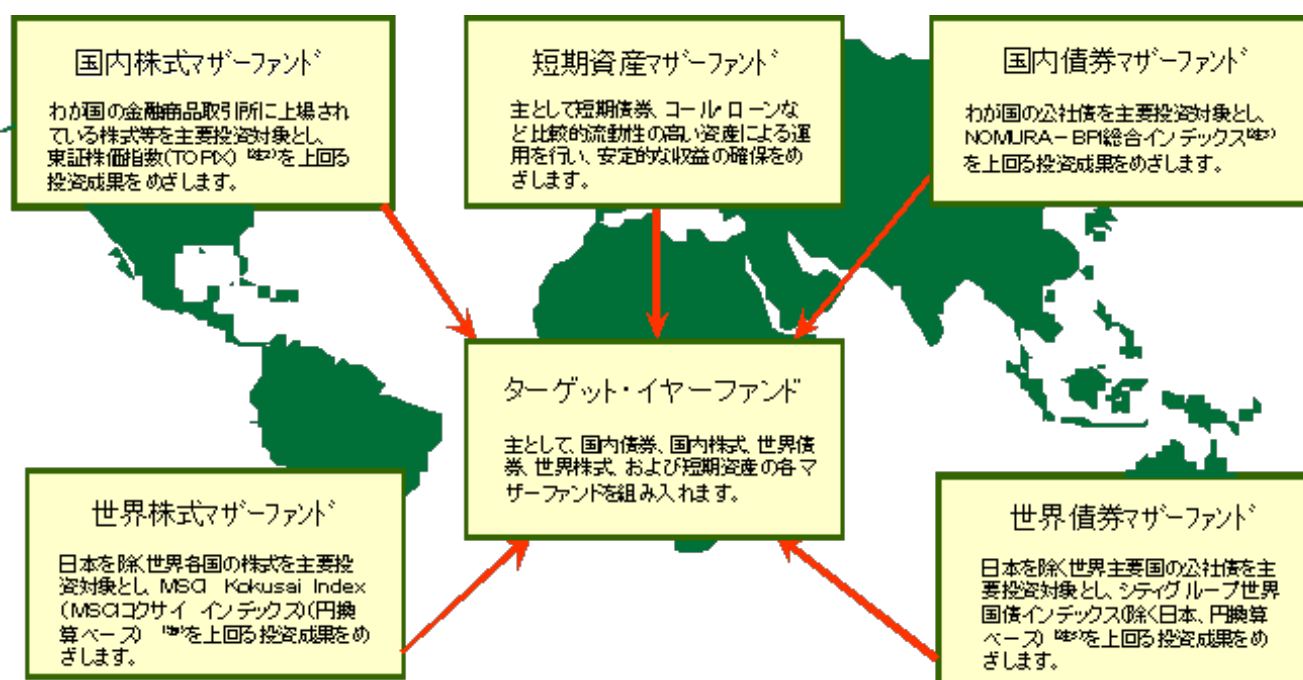 国内株式マザーファンド
わが国の金融商品取引所に上場され
ている株式等を主要投資対象とし、
東証株価指数(TOPIX) を上回る
投資成果をめざします。
短期資産マザーファンド
主として短期債券、コール・ローンな
ど比較的流動性の高い資産による運
用を行い、安定的な収益の確保をめ
ざします。
国内債券マザーファンド
わが国の公社債を主要投資対象とし、
NOMURA－BPI総合インデックス
を上回る投資成果をめざします。
ターゲット・イヤーファンド
主として、国内債券、国内株式、世界債
券、世界株式、および短期資産の各マ
ザーファンドを組み入れます。
世界株式マザーファンド
日本を除く世界各国の株式を主要投
資対象とし、MSCI Kokusai Index
(MSCIコクサイ インデックス)(円換
算ベース) を上回る投資成果をめ
ざします。
世界債券マザーファンド
日本を除く世界主要国の公社債を主
要投資対象とし、シティグループ世界
国債インデックス(除く日本、円換算
ベース) を上回る投資成果をめ
ざします。